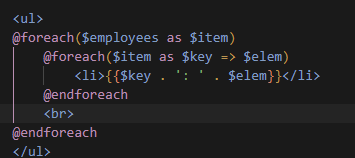 <ul>
@foreach($employees as $item)
@foreach($item as $key => $elem)
<li>{{$key . ': ' . $elem}}</li>
@endforeach
<br>
@endforeach
</ul>